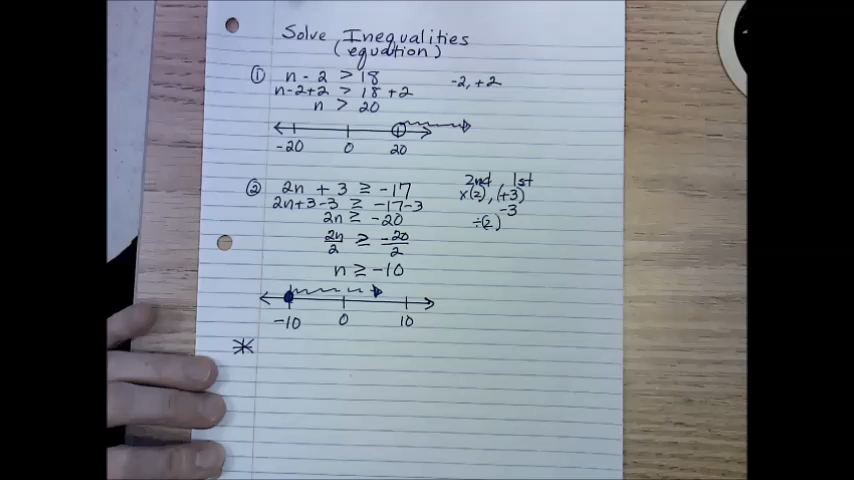 Solve Inequalities
(equation)
① n - 2 > 18 -2, +2
n-2+2 > 18 +2
n > 20
-20 0 20
② 2n + 3 ≥ -17 2nd 1st
2n+3-3 ≥ -17-3 ×(2), (+3)
2n ≥ -20 -3
÷(2)
2n/2 ≥ -20/2
n ≥ -10
-10 0 10
*